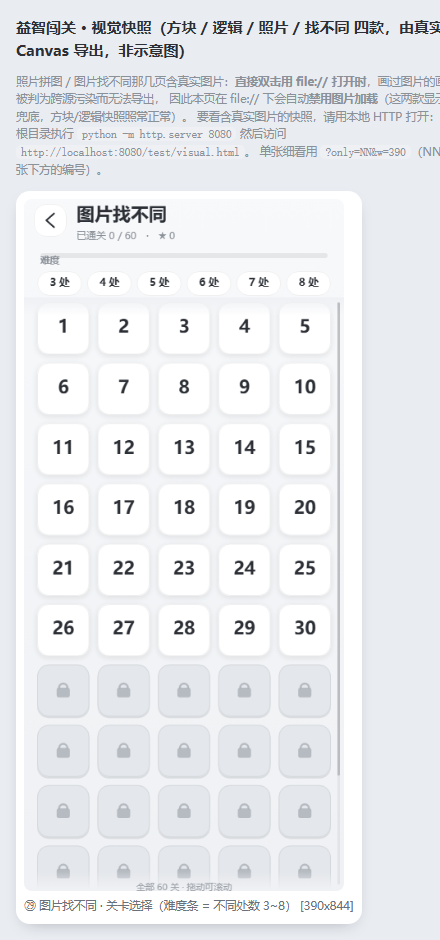 益智闯关 · 视觉快照（方块 / 逻辑 / 照片 / 找不同 四款，由真实
Canvas 导出，非示意图)
照片拼图 / 图片找不同那几页含真实图片：直接双击用 file:// 打开时，画过图片的画
被判为跨源污染而无法导出， 因此本页在 file:// 下会自动禁用图片加载（这两款显示
兜底，方块/逻辑快照照常正常）。 要看含真实图片的快照，请用本地 HTTP 打开：
根目录执行 python -m http.server 8080 然后访问
http://localhost:8080/test/visual.html 。 单张细看用 ?only=NN&w=390 （NN
张下方的编号）。
图片找不同
已通关 0 / 60 · ★ 0
难度
3 处 4 处 5 处 6 处 7 处 8 处
1 2 3 4 5
6 7 8 9 10
11 12 13 14 15
16 17 18 19 20
21 22 23 24 25
26 27 28 29 30
全部 60 关 · 拖动可滚动
㉙ 图片找不同 · 关卡选择（难度条 = 不同处数 3~8） [390x844]